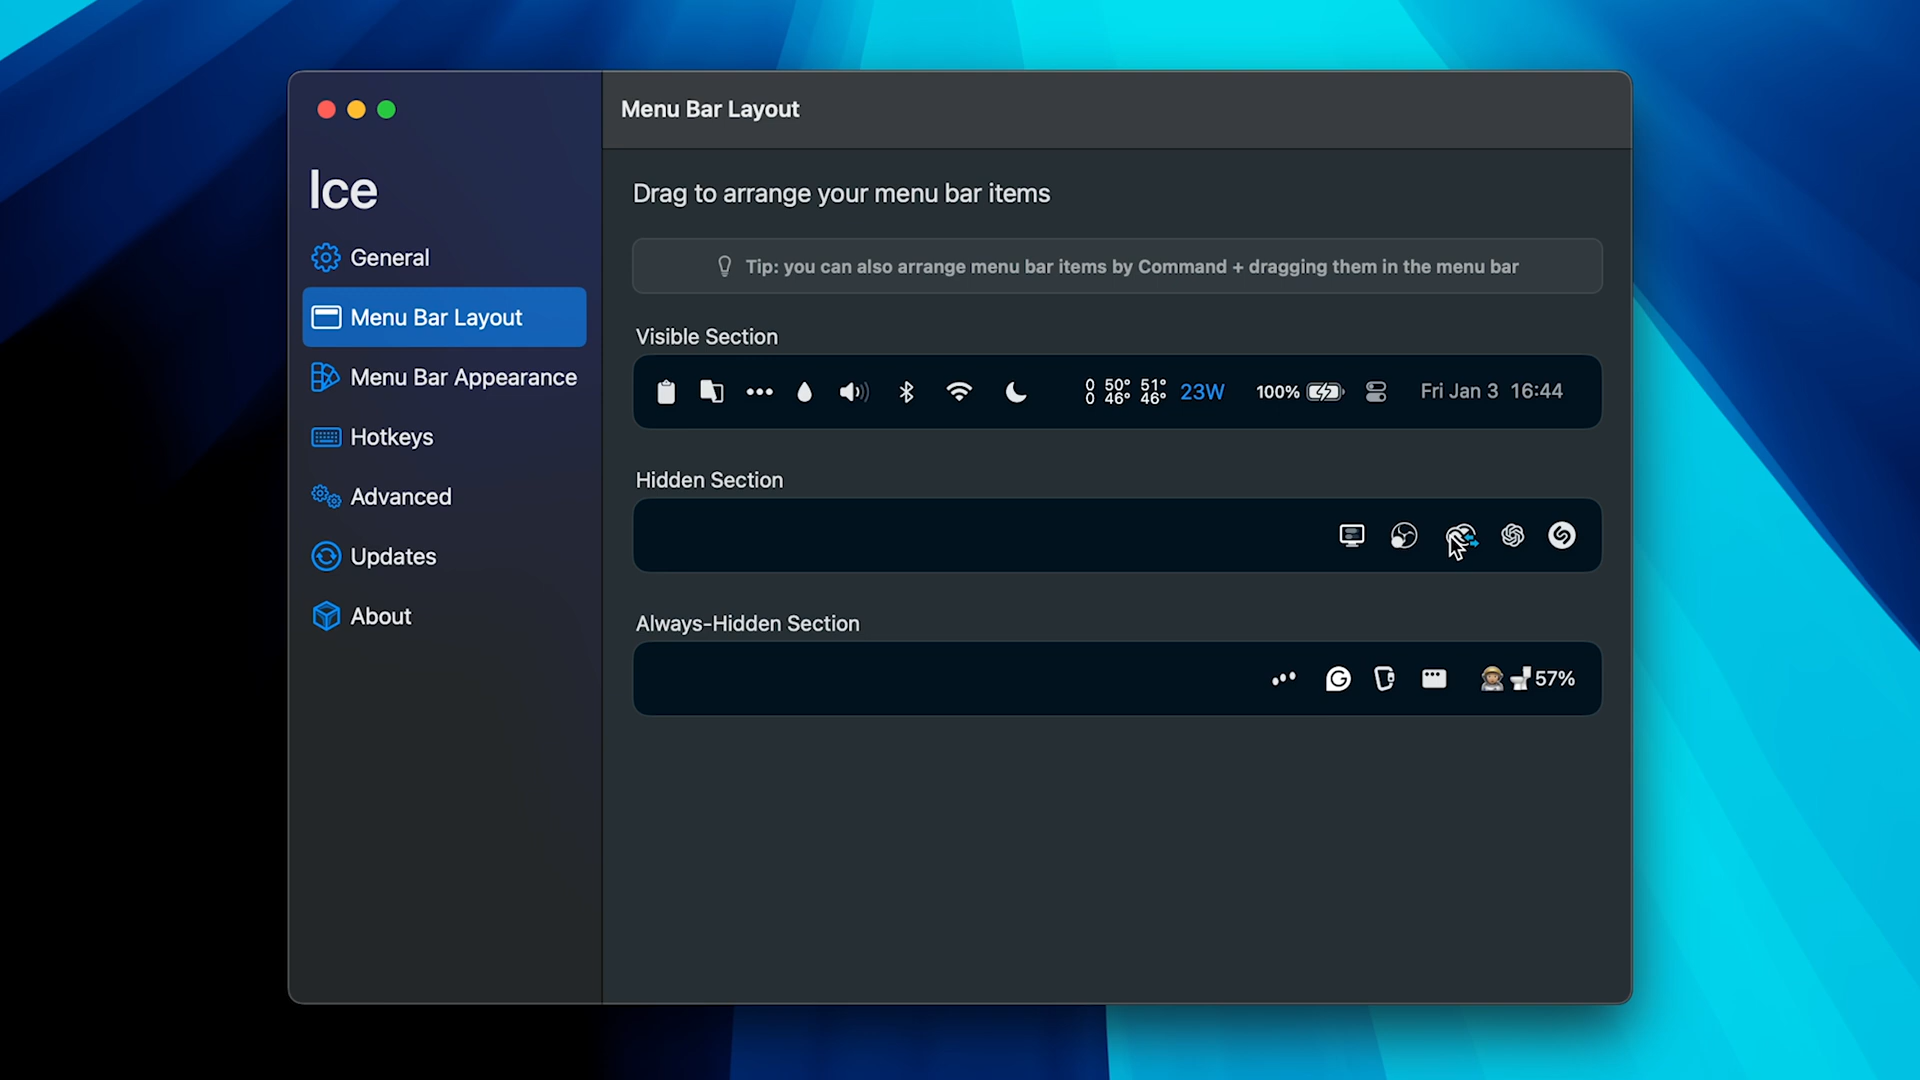 Menu Bar Layout
Ice
General
Menu Bar Layout
Menu Bar Appearance
Hotkeys
Advanced
Updates
About
Drag to arrange your menu bar items
Tip: you can also arrange menu bar items by Command + dragging them in the menu bar
Visible Section
0 50° 51° 23W 100% Fri Jan 3 16:44
0 46° 46°
Hidden Section
Always-Hidden Section
57%